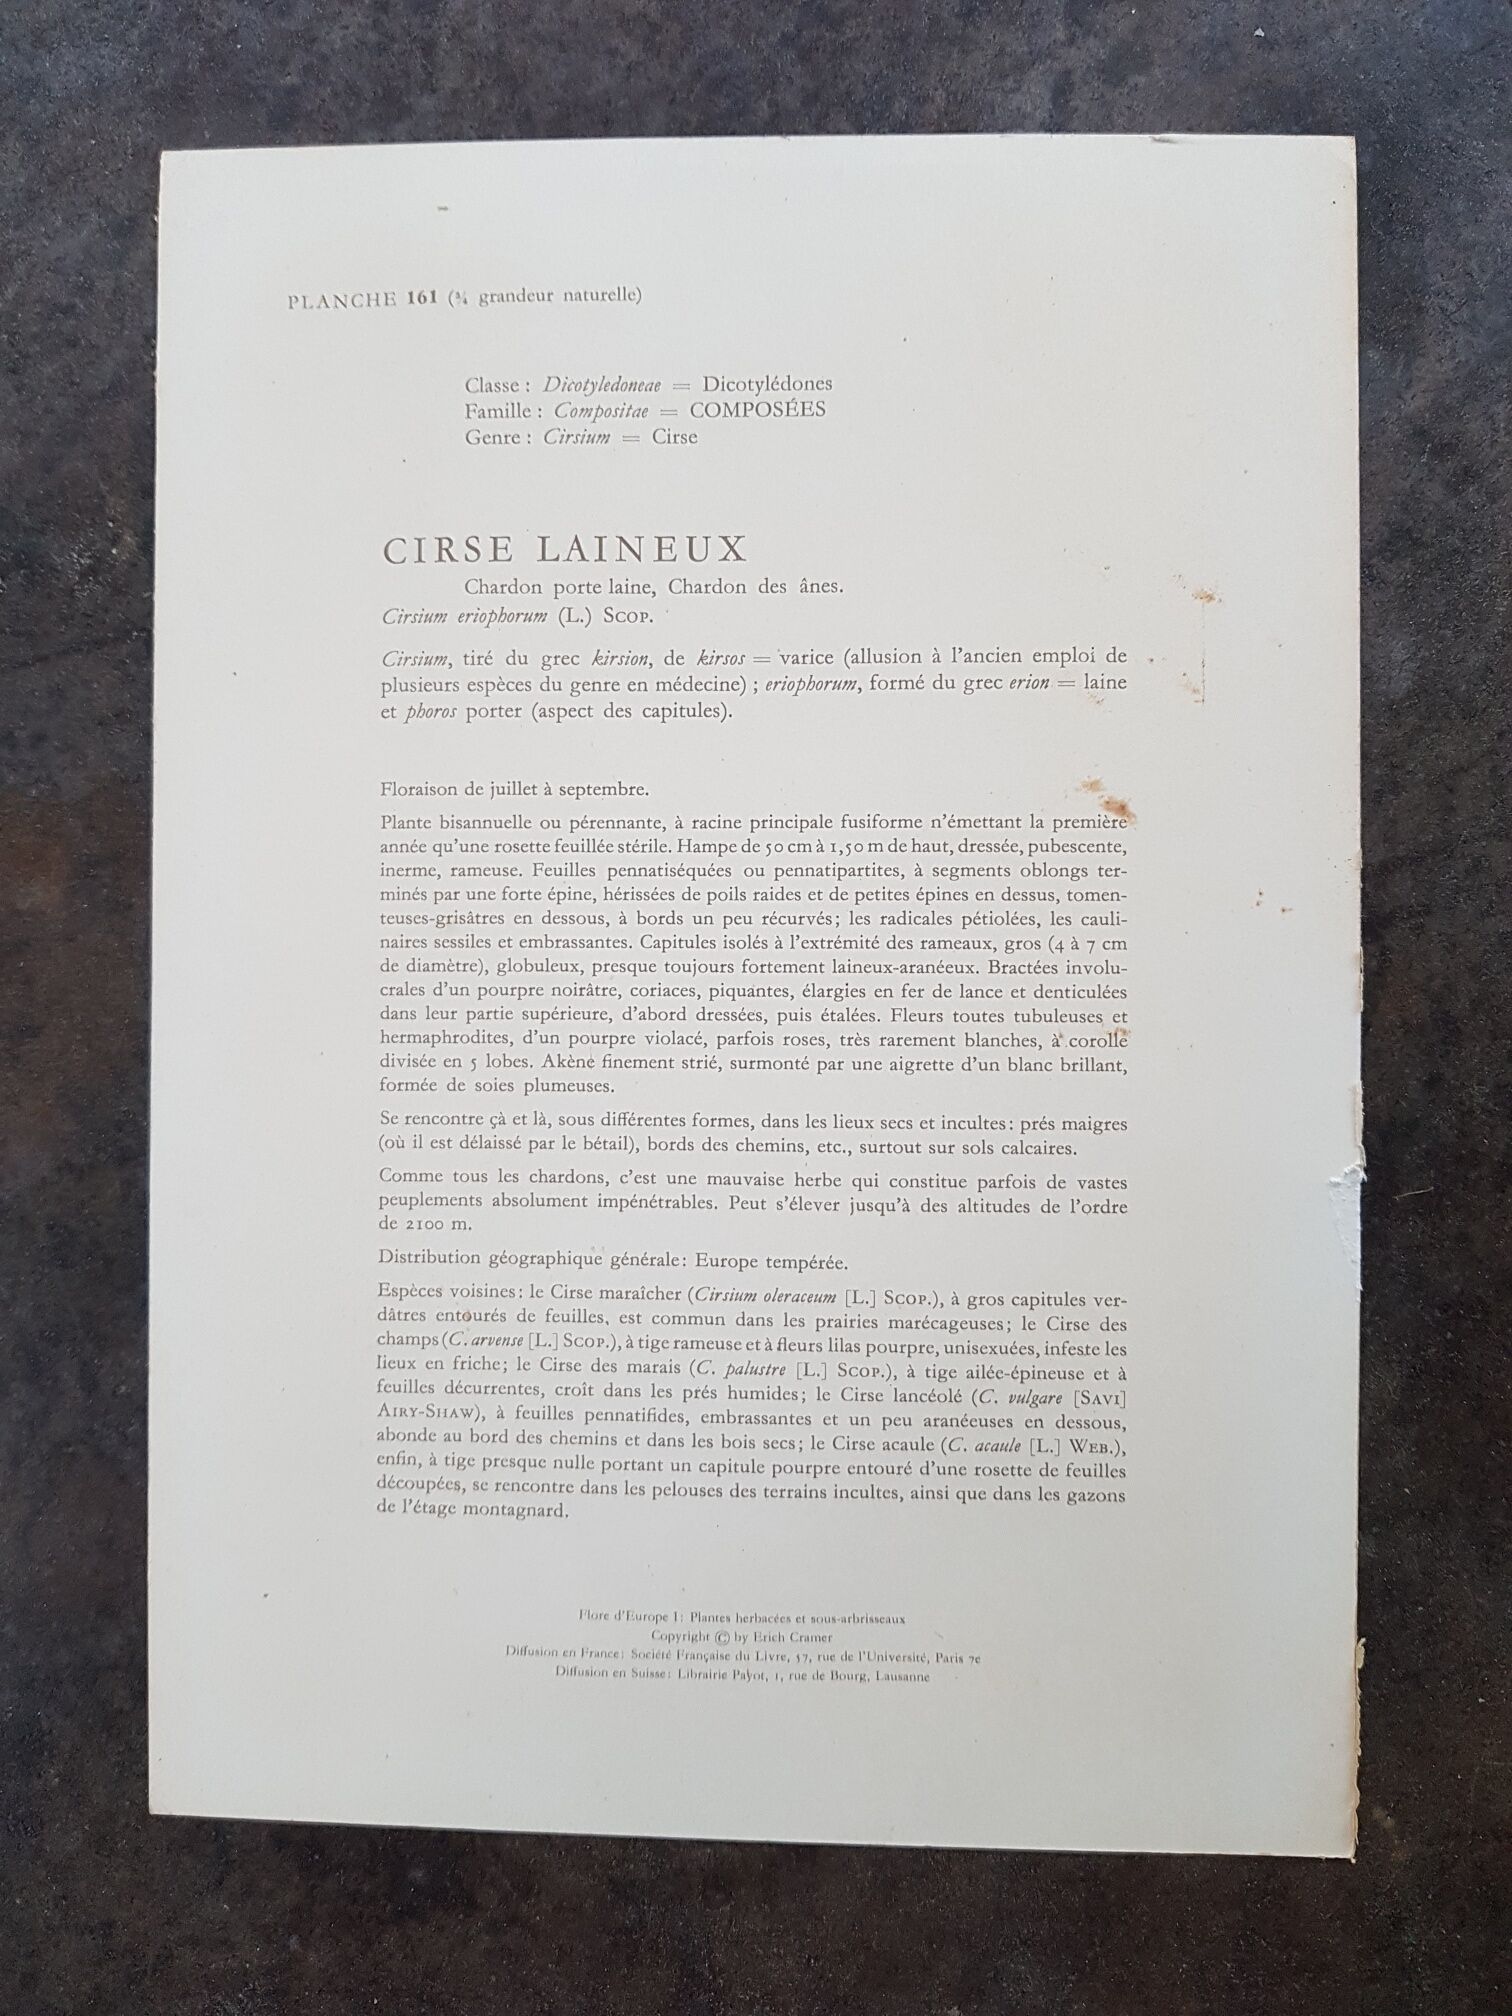 PLANCHE 161 (¾ grandeur naturelle)
Classe : Dicotyledoneae = Dicotylédones
Famille : Compositae = COMPOSÉES
Genre : Cirsium = Cirse
CIRSE LAINEUX
Chardon porte laine, Chardon des ânes.
Cirsium eriophorum (L.) SCOP.
Cirsium, tiré du grec kirsion, de kirsos = varice (allusion à l'ancien emploi de
plusieurs espèces du genre en médecine) ; eriophorum, formé du grec erion = laine
et phoros porter (aspect des capitules).
Floraison de juillet à septembre.
Plante bisannuelle ou pérennante, à racine principale fusiforme n'émettant la première
année qu'une rosette feuillée stérile. Hampe de 50 cm à 1,50 m de haut, dressée, pubescente,
inerme, rameuse. Feuilles pennatiséquées ou pennatipartites, à segments oblongs ter-
minés par une forte épine, hérissées de poils raides et de petites épines en dessus, tomen-
teuses-grisâtres en dessous, à bords un peu récurvés; les radicales pétiolées, les cauli-
naires sessiles et embrassantes. Capitules isolés à l'extrémité des rameaux, gros (4 à 7 cm
de diamètre), globuleux, presque toujours fortement laineux-aranéeux. Bractées involu-
crales d'un pourpre noirâtre, coriaces, piquantes, élargies en fer de lance et denticulées
dans leur partie supérieure, d'abord dressées, puis étalées. Fleurs toutes tubuleuses et
hermaphrodites, d'un pourpre violacé, parfois roses, très rarement blanches, à corolle
divisée en 5 lobes. Akène finement strié, surmonté par une aigrette d'un blanc brillant,
formée de soies plumeuses.
Se rencontre çà et là, sous différentes formes, dans les lieux secs et incultes: prés maigres
(où il est délaissé par le bétail), bords des chemins, etc., surtout sur sols calcaires.
Comme tous les chardons, c'est une mauvaise herbe qui constitue parfois de vastes
peuplements absolument impénétrables. Peut s'élever jusqu'à des altitudes de l'ordre
de 2100 m.
Distribution géographique générale: Europe tempérée.
Espèces voisines: le Cirse maraîcher (Cirsium oleraceum [L.] SCOP.), à gros capitules ver-
dâtres entourés de feuilles, est commun dans les prairies marécageuses; le Cirse des
champs (C. arvense [L.] SCOP.), à tige rameuse et à fleurs lilas pourpre, unisexuées, infeste les
lieux en friche; le Cirse des marais (C. palustre [L.] SCOP.), à tige ailée-épineuse et à
feuilles décurrentes, croît dans les prés humides; le Cirse lancéolé (C. vulgare [SAVI]
AIRY-SHAW), à feuilles pennatifides, embrassantes et un peu aranéeuses en dessous,
abonde au bord des chemins et dans les bois secs; le Cirse acaule (C. acaule [L.] WEB.),
enfin, à tige presque nulle portant un capitule pourpre entouré d'une rosette de feuilles
découpées, se rencontre dans les pelouses des terrains incultes, ainsi que dans les gazons
de l'étage montagnard.
Flore d'Europe I: Plantes herbacées et sous-arbrisseaux
Copyright © by Erich Cramer
Diffusion en France: Société Française du Livre, 57, rue de l'Université, Paris 7e
Diffusion en Suisse: Librairie Payot, 1, rue de Bourg, Lausanne